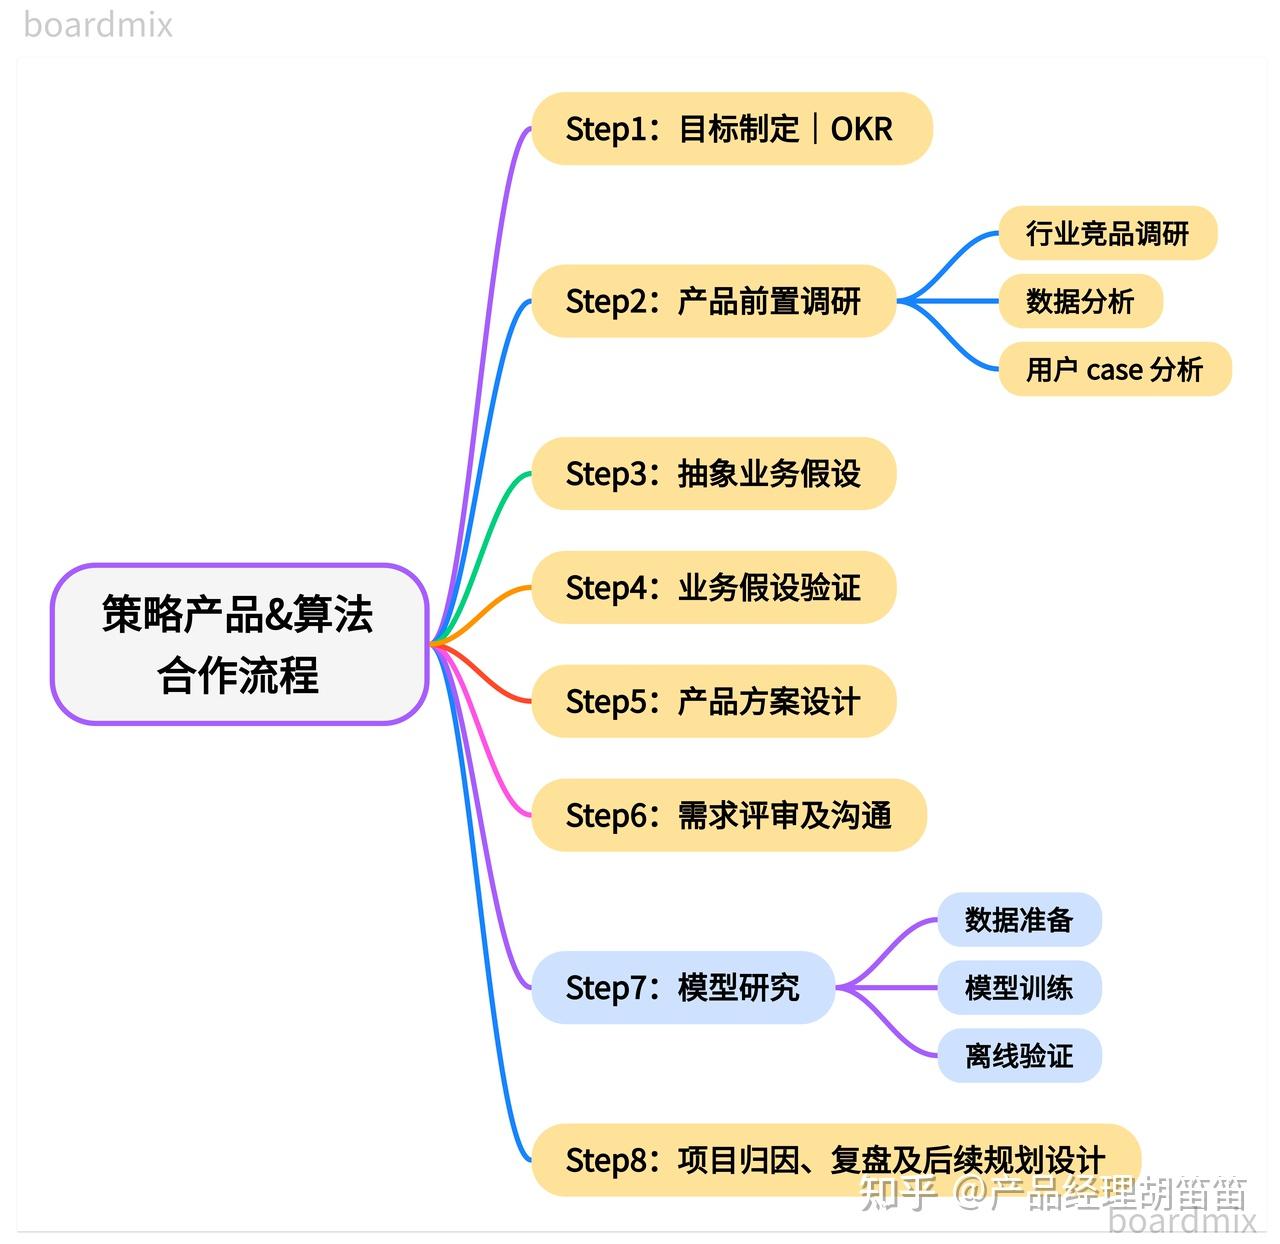 boardmix
Step1：目标制定｜OKR
行业竞品调研
Step2：产品前置调研
数据分析
用户 case 分析
Step3：抽象业务假设
Step4：业务假设验证
策略产品&算法
合作流程
Step5：产品方案设计
Step6：需求评审及沟通
数据准备
Step7：模型研究
模型训练
离线验证
Step8：项目归因、复盘及后续规划设计
知乎 @产品经理胡笛笛
boardmix